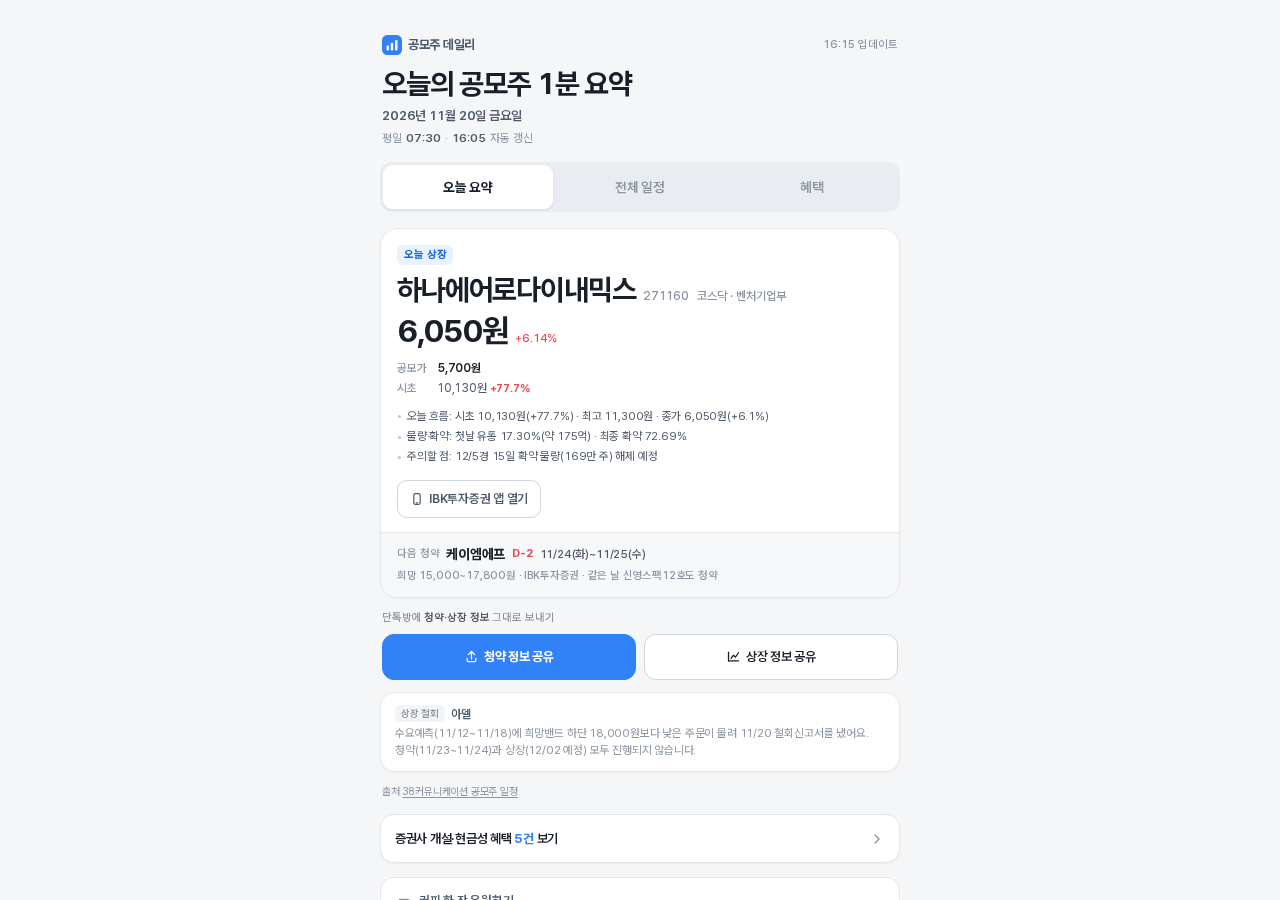 공모주 데일리
16:15 업데이트
오늘의 공모주 1분 요약
2026년 11월 20일 금요일
평일 07:30 · 16:05 자동 갱신
오늘 요약
전체 일정
혜택
오늘 상장
하나에어로다이내믹스 271160 코스닥 · 벤처기업부
6,050원 +6.14%
공모가 5,700원
시초 10,130원 +77.7%
오늘 흐름: 시초 10,130원(+77.7%) · 최고 11,300원 · 종가 6,050원(+6.1%)
물량·확약: 첫날 유통 17.30%(약 175억) · 최종 확약 72.69%
주의할 점: 12/5경 15일 확약 물량(169만 주) 해제 예정
IBK투자증권 앱 열기
다음 청약 케이엠에프 D-2 11/24(화)~11/25(수)
희망 15,000~17,800원 · IBK투자증권 · 같은 날 신영스팩12호도 청약
단톡방에 청약·상장 정보 그대로 보내기
청약 정보 공유
상장 정보 공유
상장 철회 아델
수요예측(11/12~11/18)에 희망밴드 하단 18,000원보다 낮은 주문이 몰려 11/20 철회신고서를 냈어요.
청약(11/23~11/24)과 상장(12/02 예정) 모두 진행되지 않습니다.
출처 38커뮤니케이션 공모주 일정
증권사 개설·현금성 혜택 5건 보기